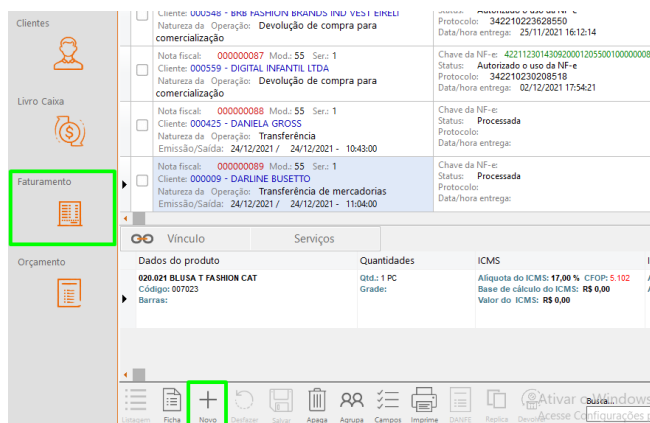 Clientes
Livro Caixa
Faturamento
Orçamento
Cliente: 000548 - BRB FASHION BRANDS IND VEST EIRELI
Natureza da Operação: Devolução de compra para
comercialização
Status: Autorizado o uso da NF-e
Protocolo: 342210223628550
Data/hora entrega: 25/11/2021 16:12:14
Nota fiscal: 000000087 Mod.: 55 Ser.: 1
Cliente: 000559 - DIGITAL INFANTIL LTDA
Natureza da Operação: Devolução de compra para
comercialização
Chave da NF-e: 4221123014309200012055001000000008
Status: Autorizado o uso da NF-e
Protocolo: 342210230208518
Data/hora entrega: 02/12/2021 17:54:21
Nota fiscal: 000000088 Mod.: 55 Ser.: 1
Cliente: 000425 - DANIELA GROSS
Natureza da Operação: Transferência
Emissão/Saída: 24/12/2021 / 24/12/2021 - 10:43:00
Chave da NF-e:
Status: Processada
Protocolo:
Data/hora entrega:
Nota fiscal: 000000089 Mod.: 55 Ser.: 1
Cliente: 000009 - DARLINE BUSETTO
Natureza da Operação: Transferência de mercadorias
Emissão/Saída: 24/12/2021 / 24/12/2021 - 11:04:00
Chave da NF-e:
Status: Processada
Protocolo:
Data/hora entrega:
Vínculo Serviços
Dados do produto Quantidades ICMS
020.021 BLUSA T FASHION CAT
Código: 007023
Barras:
Qtd.: 1 PC
Grade:
Aliquota do ICMS: 17,00 % CFOP: 5.102
Base de cálculo do ICMS: R$ 0,00
Valor do ICMS: R$ 0,00
Listagem Ficha Novo Desfazer Salvar Apaga Agrupa Campos Imprime DANFE Replica
Busca...
Ativar o Windows
Acesse Configurações p